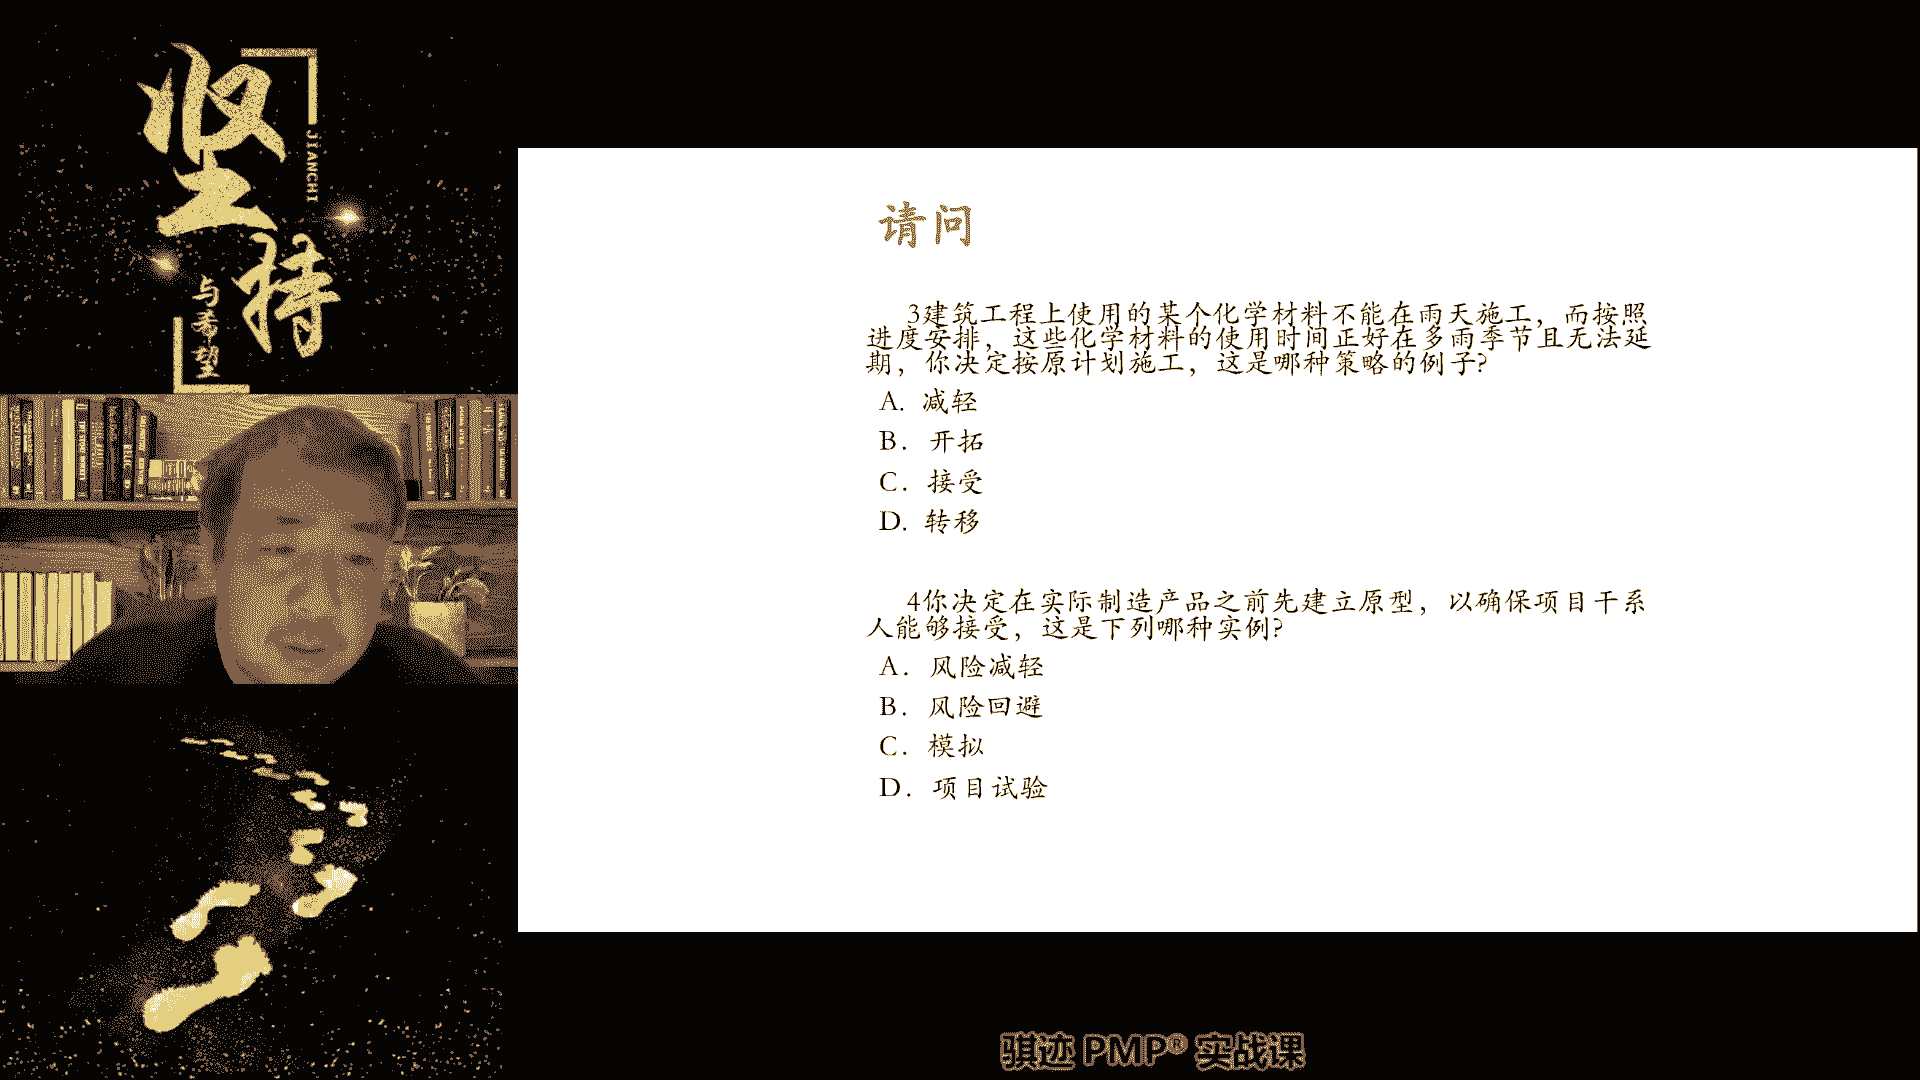 坚持
JIANCHI
与希望
请问
3建筑工程上使用的某个化学材料不能在雨天施工，而按照
进度安排，这些化学材料的使用时间正好在多雨季节且无法延
期，你决定按原计划施工，这是哪种策略的例子?
A. 减轻
B. 开拓
C. 接受
D. 转移
4你决定在实际制造产品之前先建立原型，以确保项目干系
人能够接受，这是下列哪种实例?
A. 风险减轻
B. 风险回避
C. 模拟
D. 项目试验
骐迹 PMP® 实战课